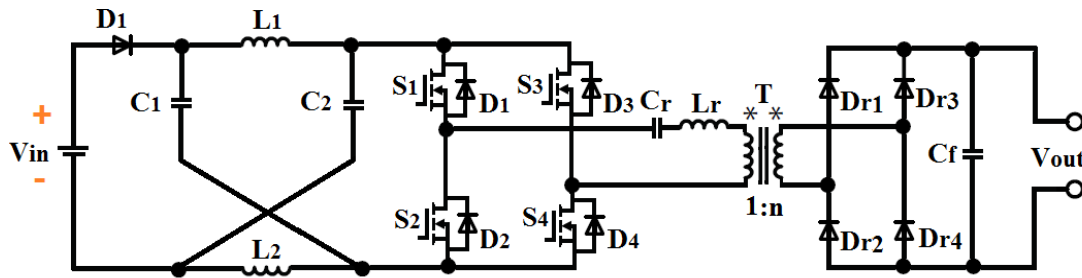 D1
L1
C1
C2
S1
D1
S3
D3
Cr
Lr
T
* *
Dr1
Dr3
+
Vin
-
Cf
Vout
1:n
S2
D2
S4
D4
Dr2
Dr4
L2